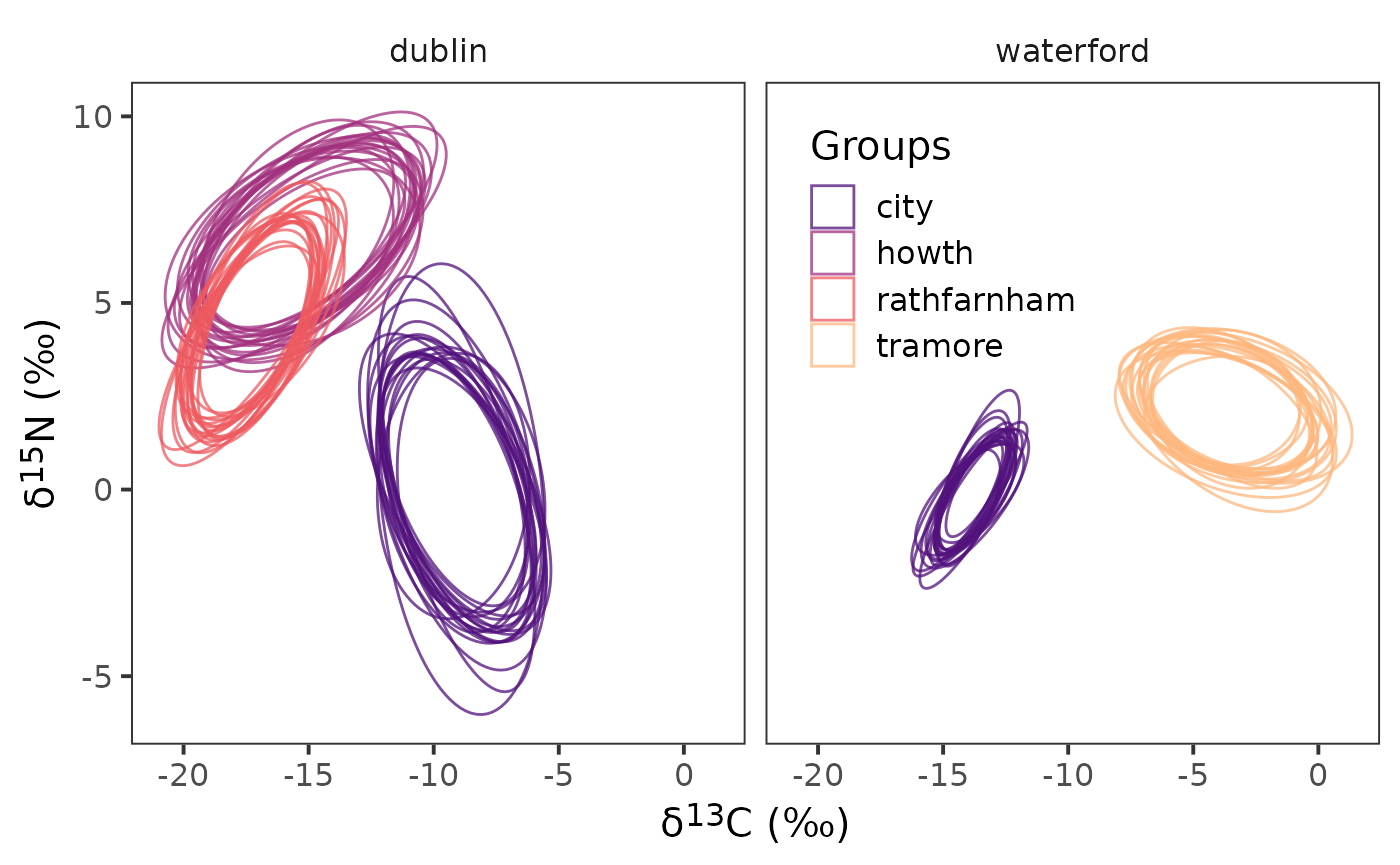 dublin
waterford
Groups
city
howth
rathfarnham
tramore
10
5
0
-5
δ15N (‰)
-20 -15 -10 -5 0
-20 -15 -10 -5 0
δ13C (‰)